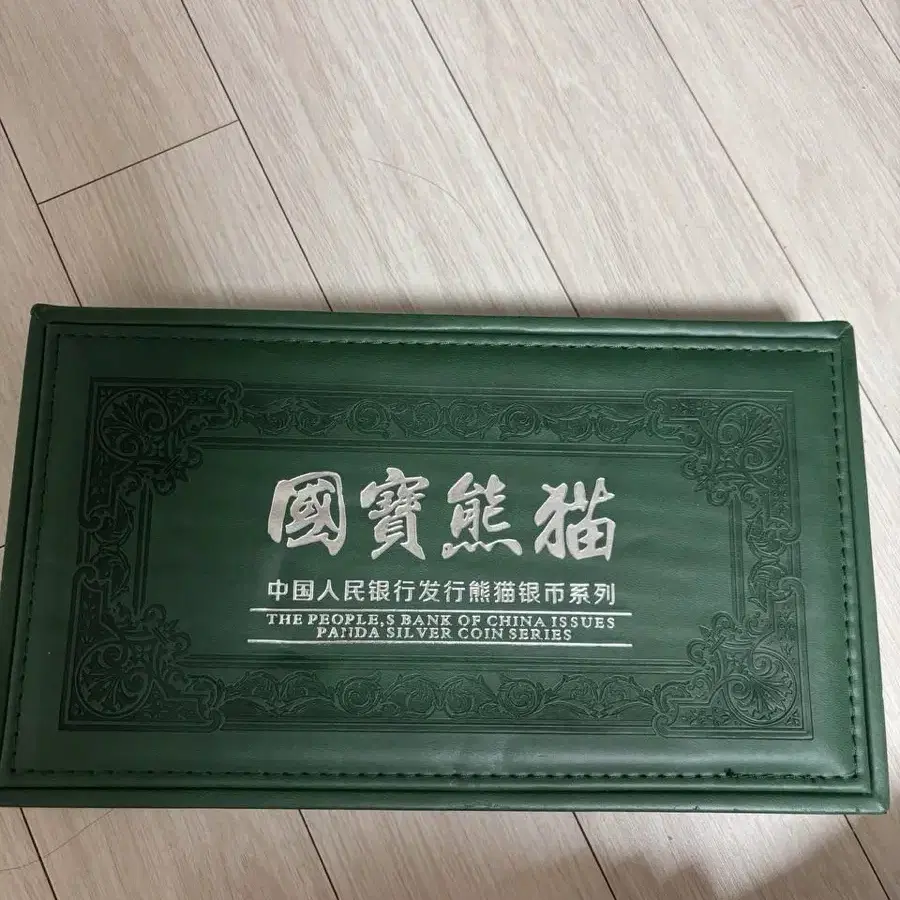 國寶熊猫
中国人民银行发行熊猫银币系列
THE PEOPLE,S BANK OF CHINA ISSUES
PANDA SILVER COIN SERIES